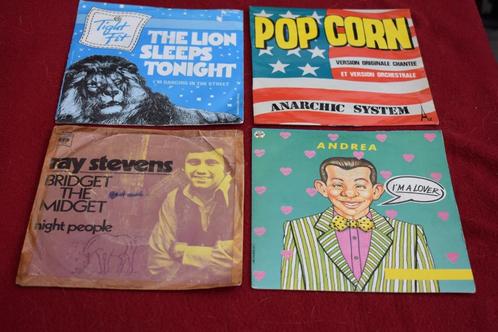 Tight
Fit
THE LION
SLEEPS
TONIGHT
I'M DANCING IN THE STREET
POP CORN
VERSION ORIGINALE CHANTEE
ET VERSION ORCHESTRALE
ANARCHIC SYSTEM
ray stevens
BRIDGET
THE
MIDGET
night people
ANDREA
I'M A LOVER